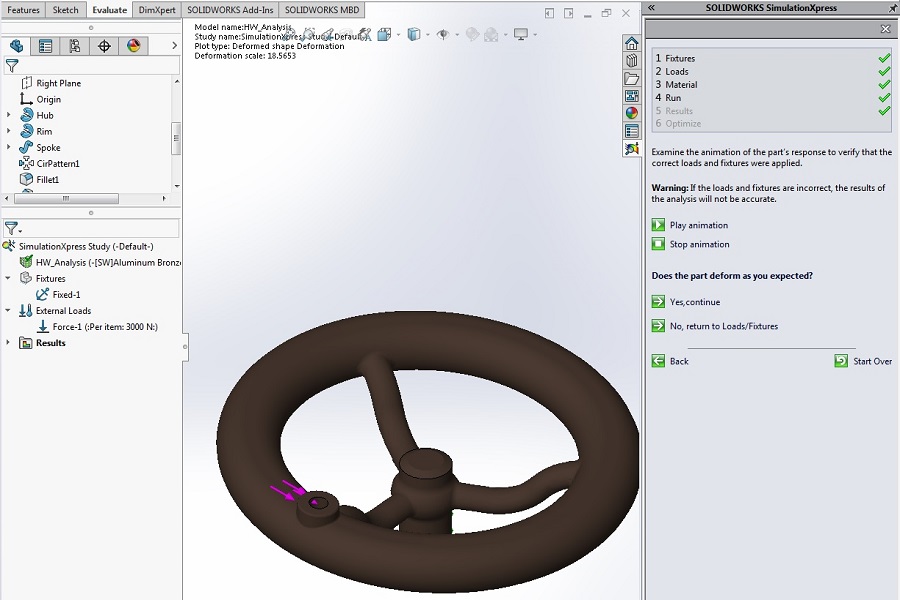 Features Sketch Evaluate DimXpert SOLIDWORKS Add-Ins SOLIDWORKS MBD
Model name:HW_Analysis
Study name:SimulationXpress Study(-Default-)
Plot type: Deformed shape Deformation
Deformation scale: 18.5653
Right Plane
Origin
Hub
Rim
Spoke
CirPattern1
Fillet1
SimulationXpress Study (-Default-)
HW_Analysis (-[SW]Aluminum Bronze
Fixtures
Fixed-1
External Loads
Force-1 (:Per item: 3000 N:)
Results
SOLIDWORKS SimulationXpress
1 Fixtures
2 Loads
3 Material
4 Run
5 Results
6 Optimize
Examine the animation of the part's response to verify that the
correct loads and fixtures were applied.
Warning: If the loads and fixtures are incorrect, the results of
the analysis will not be accurate.
Play animation
Stop animation
Does the part deform as you expected?
Yes,continue
No, return to Loads/Fixtures
Back Start Over